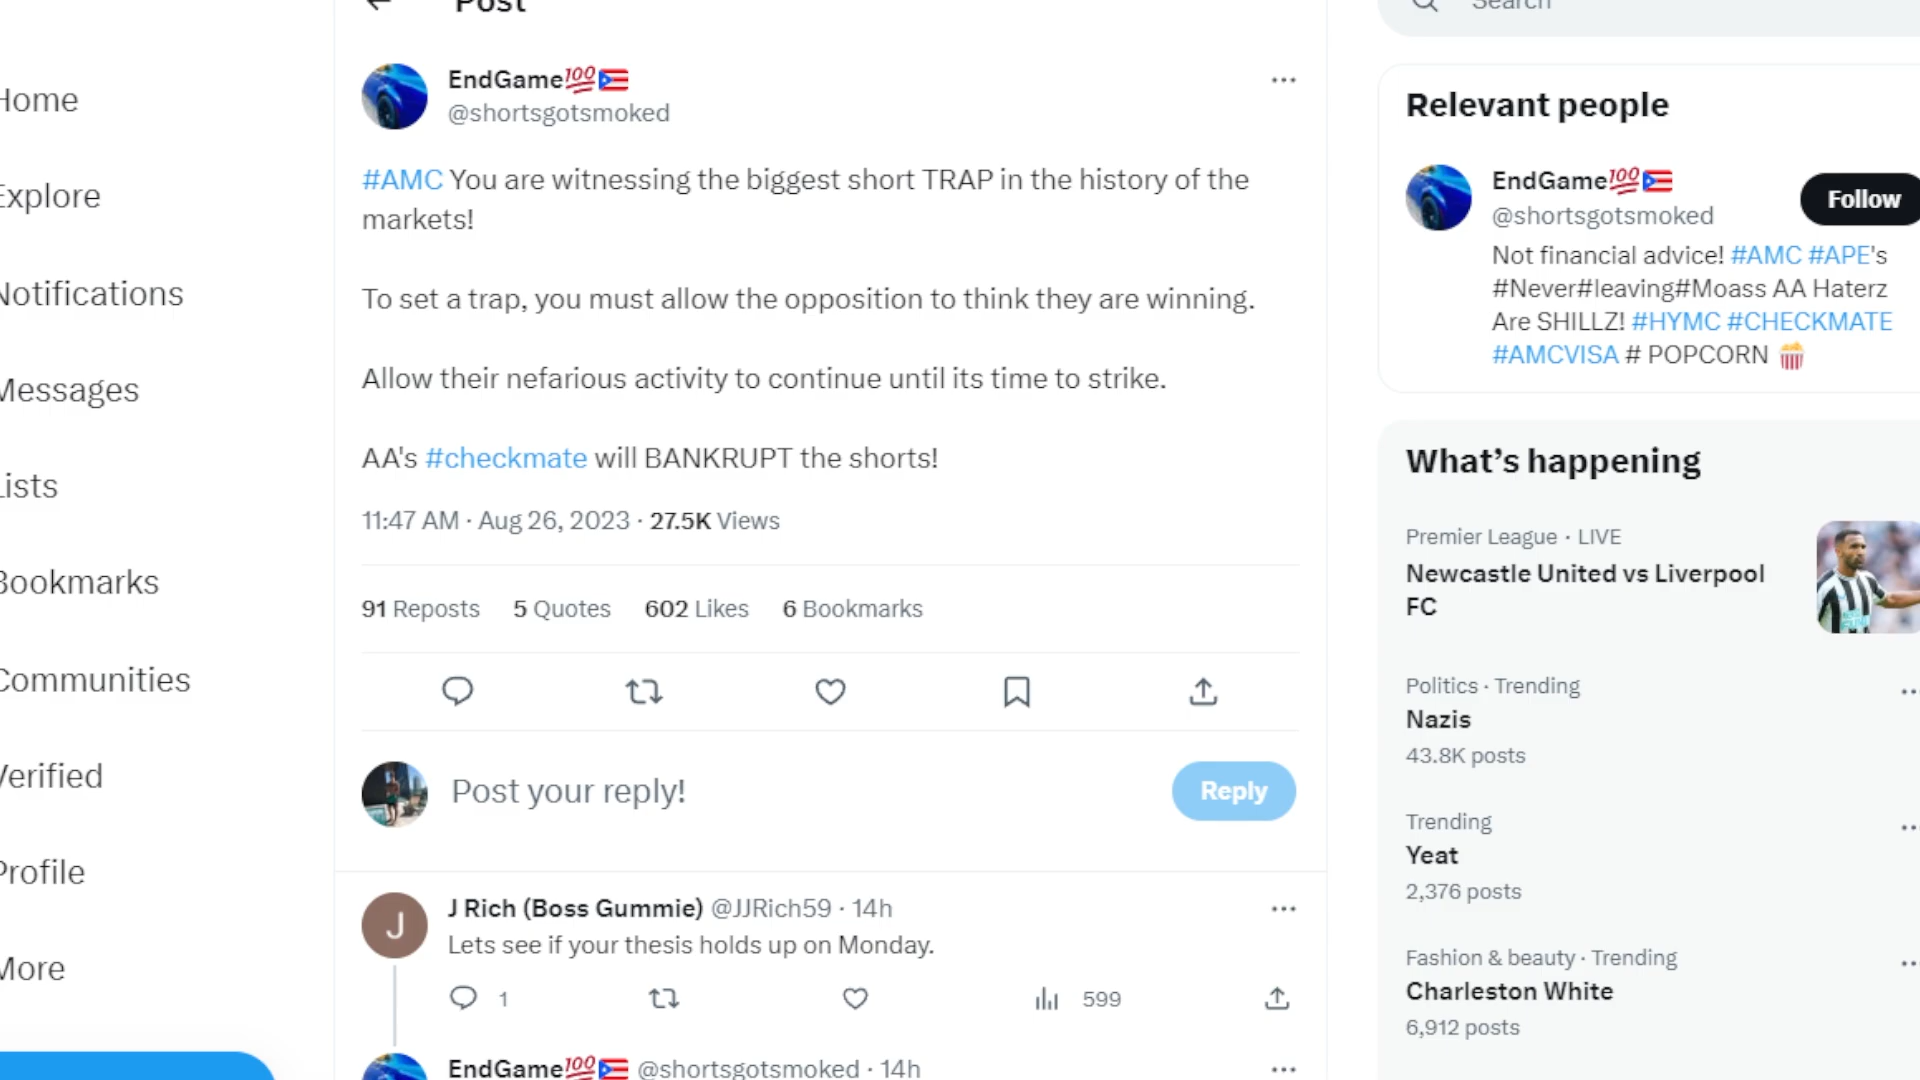 Post
Search
Home
Explore
Notifications
Messages
Lists
Bookmarks
Communities
Verified
Profile
More
EndGame💯🇵🇷
@shortsgotsmoked
#AMC You are witnessing the biggest short TRAP in the history of the
markets!
To set a trap, you must allow the opposition to think they are winning.
Allow their nefarious activity to continue until its time to strike.
AA's #checkmate will BANKRUPT the shorts!
11:47 AM · Aug 26, 2023 · 27.5K Views
91 Reposts 5 Quotes 602 Likes 6 Bookmarks
Post your reply!
Reply
J
J Rich (Boss Gummie) @JJRich59 · 14h
Lets see if your thesis holds up on Monday.
1
599
EndGame💯🇵🇷 @shortsgotsmoked · 14h
Relevant people
EndGame💯🇵🇷
@shortsgotsmoked
Follow
Not financial advice! #AMC #APE's
#Never#leaving#Moass AA Haterz
Are SHILLZ! #HYMC #CHECKMATE
#AMCVISA # POPCORN 🍿
What's happening
Premier League · LIVE
Newcastle United vs Liverpool
FC
Politics · Trending
Nazis
43.8K posts
Trending
Yeat
2,376 posts
Fashion & beauty · Trending
Charleston White
6,912 posts